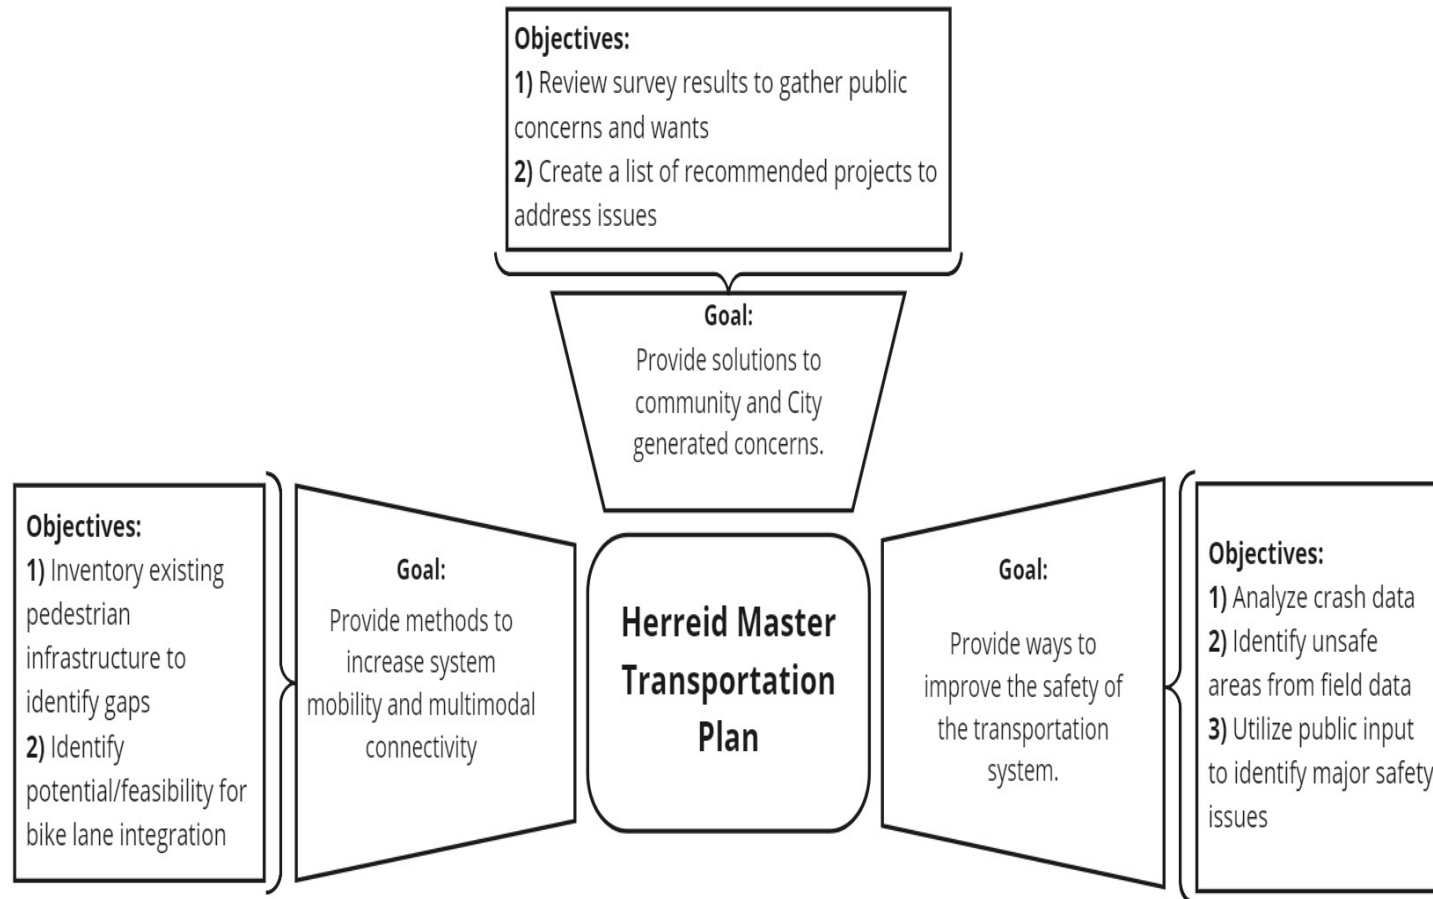 Objectives:
1) Review survey results to gather public
concerns and wants
2) Create a list of recommended projects to
address issues
Goal:
Provide solutions to
community and City
generated concerns.
Objectives:
1) Inventory existing
pedestrian
infrastructure to
identify gaps
2) Identify
potential/feasibility for
bike lane integration
Goal:
Provide methods to
increase system
mobility and multimodal
connectivity
Herreid Master
Transportation
Plan
Goal:
Provide ways to
improve the safety of
the transportation
system.
Objectives:
1) Analyze crash data
2) Identify unsafe
areas from field data
3) Utilize public input
to identify major safety
issues